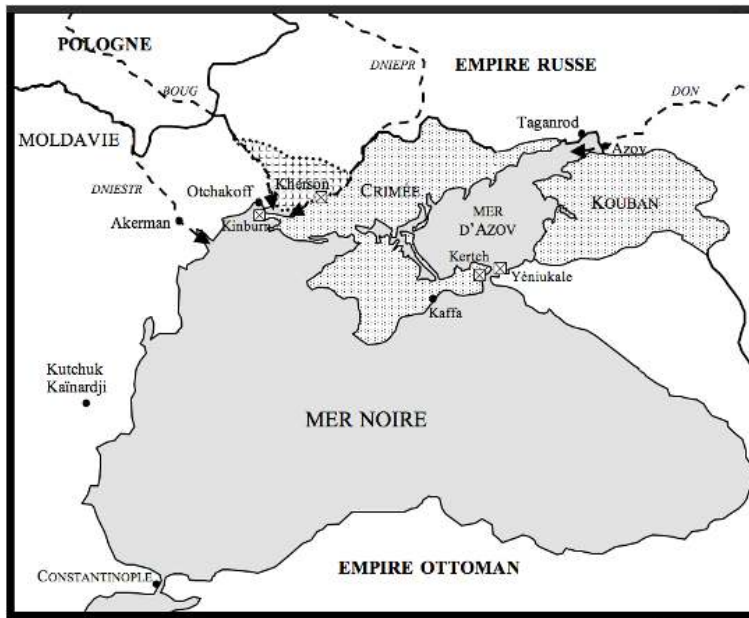 POLOGNE
DNIEPR
EMPIRE RUSSE
BOUG
DON
Taganrod
MOLDAVIE
Azov
Kherson
CRIMÉE
DNIESTR
Otchakoff
KOUBAN
MER
D'AZOV
Akerman
Kinburn
Kertch
Yéniukale
Kaffa
Kutchuk
Kaïnardji
MER NOIRE
EMPIRE OTTOMAN
CONSTANTINOPLE